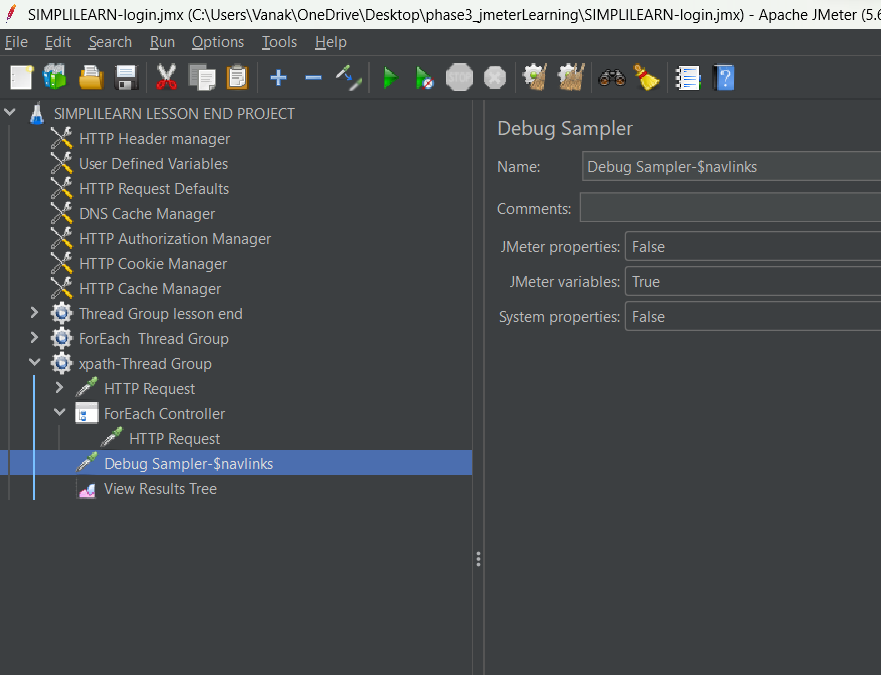 SIMPLILEARN-login.jmx (C:\Users\Vanak\OneDrive\Desktop\phase3_jmeterLearning\SIMPLILEARN-login.jmx) - Apache JMeter (5.6
File Edit Search Run Options Tools Help
STOP
SIMPLILEARN LESSON END PROJECT
HTTP Header manager
User Defined Variables
HTTP Request Defaults
DNS Cache Manager
HTTP Authorization Manager
HTTP Cookie Manager
HTTP Cache Manager
Thread Group lesson end
ForEach  Thread Group
xpath-Thread Group
HTTP Request
ForEach Controller
HTTP Request
Debug Sampler-$navlinks
View Results Tree
Debug Sampler
Name: Debug Sampler-$navlinks
Comments:
JMeter properties: False
JMeter variables: True
System properties: False